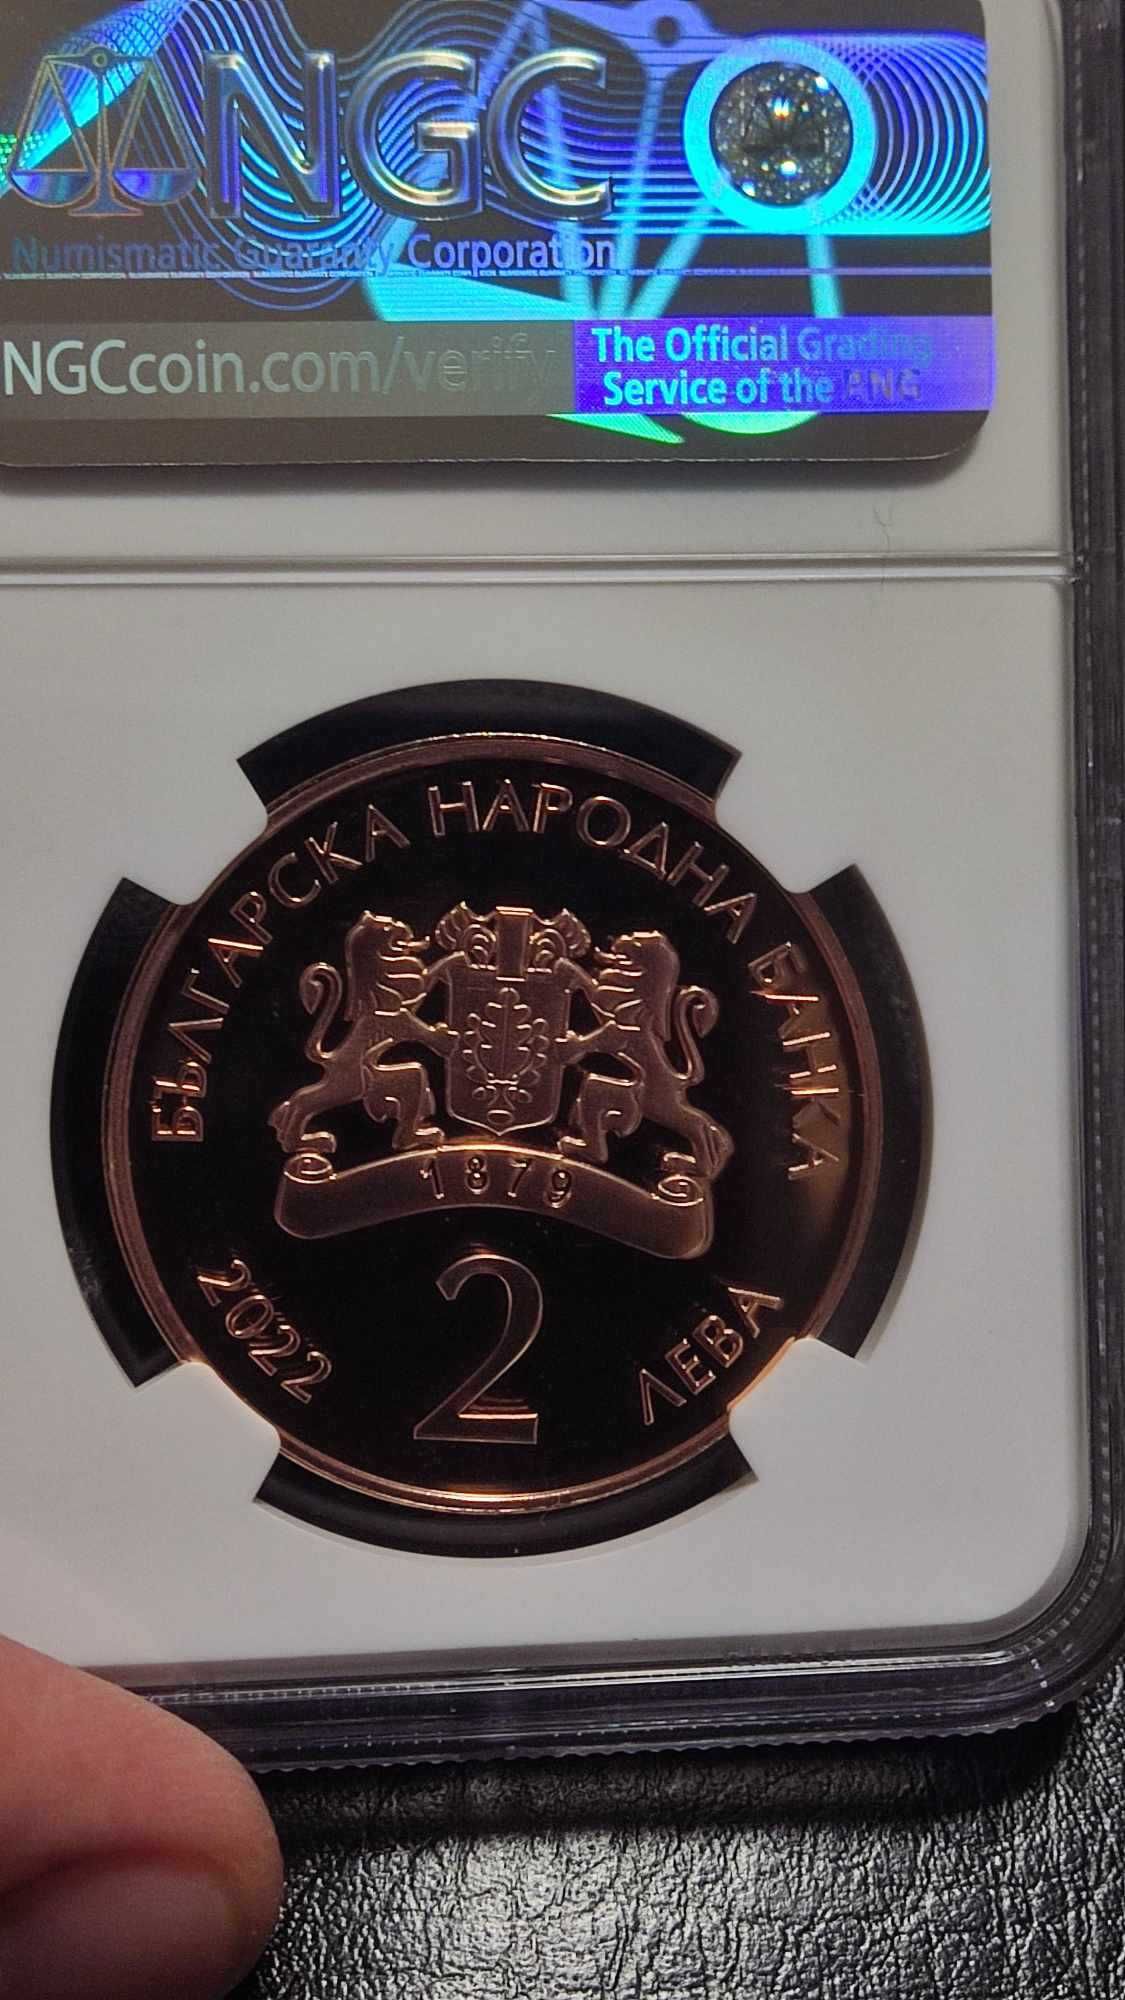 NGC
Numismatic Guaranty Corporation
NGCcoin.com/verify
The Official Grading
Service of the ANA
БЪЛГАРСКА НАРОДНА БАНКА
1879
2022
2
ЛЕВА